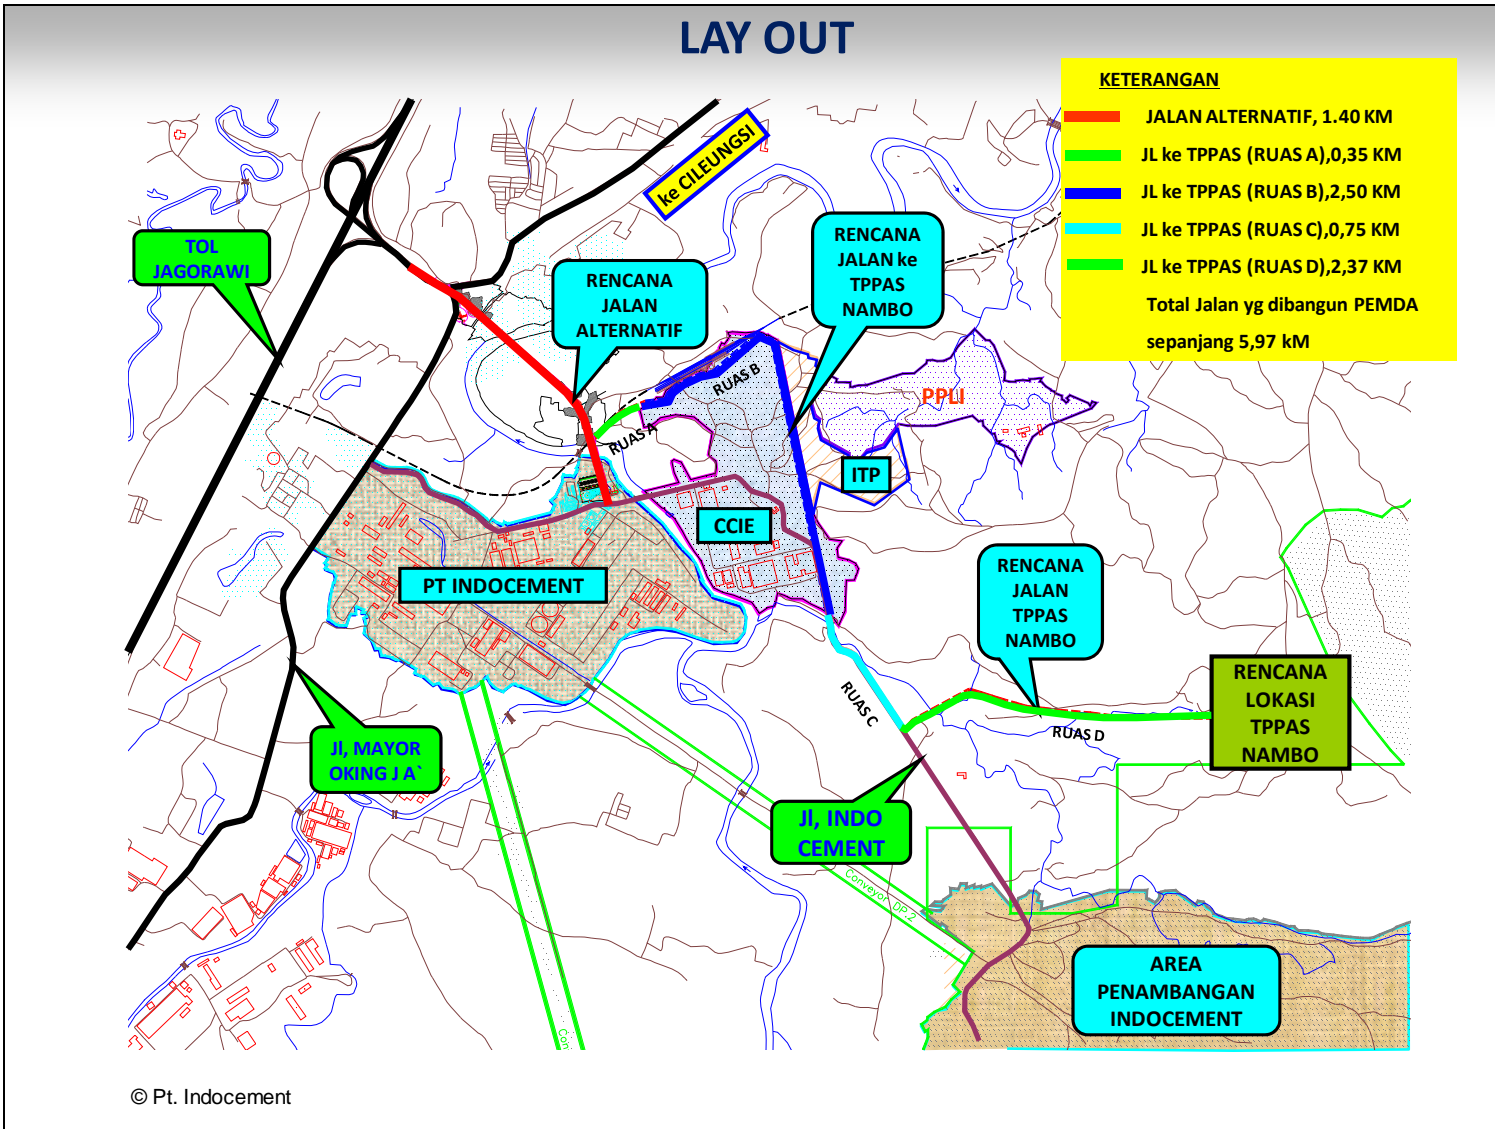 LAY OUT
KETERANGAN
JALAN ALTERNATIF, 1.40 KM
JL ke TPPAS (RUAS A),0,35 KM
JL ke TPPAS (RUAS B),2,50 KM
JL ke TPPAS (RUAS C),0,75 KM
JL ke TPPAS (RUAS D),2,37 KM
Total Jalan yg dibangun PEMDA
sepanjang 5,97 kM
ke CILEUNGSI
TOL
JAGORAWI
RENCANA
JALAN
ALTERNATIF
RENCANA
JALAN ke
TPPAS
NAMBO
RUAS B
PPLI
RUAS A
ITP
CCIE
PT INDOCEMENT
RENCANA
JALAN
TPPAS
NAMBO
RUAS C
RUAS D
RENCANA
LOKASI
TPPAS
NAMBO
Jl, MAYOR
OKING J A`
Jl, INDO
CEMENT
Conveyor DP.2
Con
AREA
PENAMBANGAN
INDOCEMENT
© Pt. Indocement